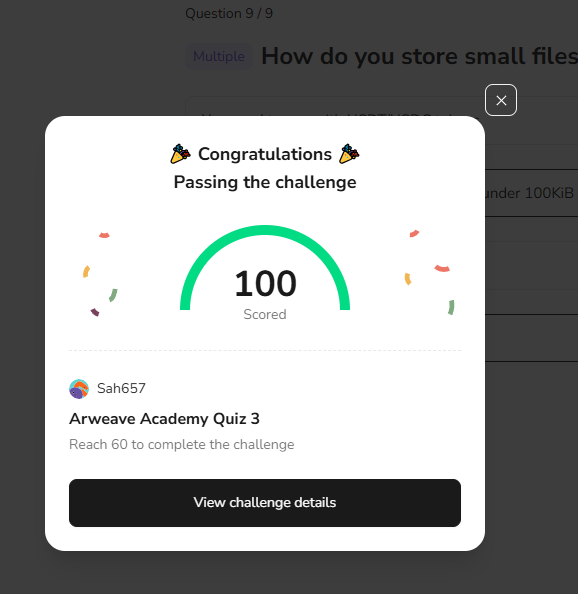 Question 9 / 9
Multiple How do you store small files
under 100KiB
Congratulations
Passing the challenge
100
Scored
Sah657
Arweave Academy Quiz 3
Reach 60 to complete the challenge
View challenge details